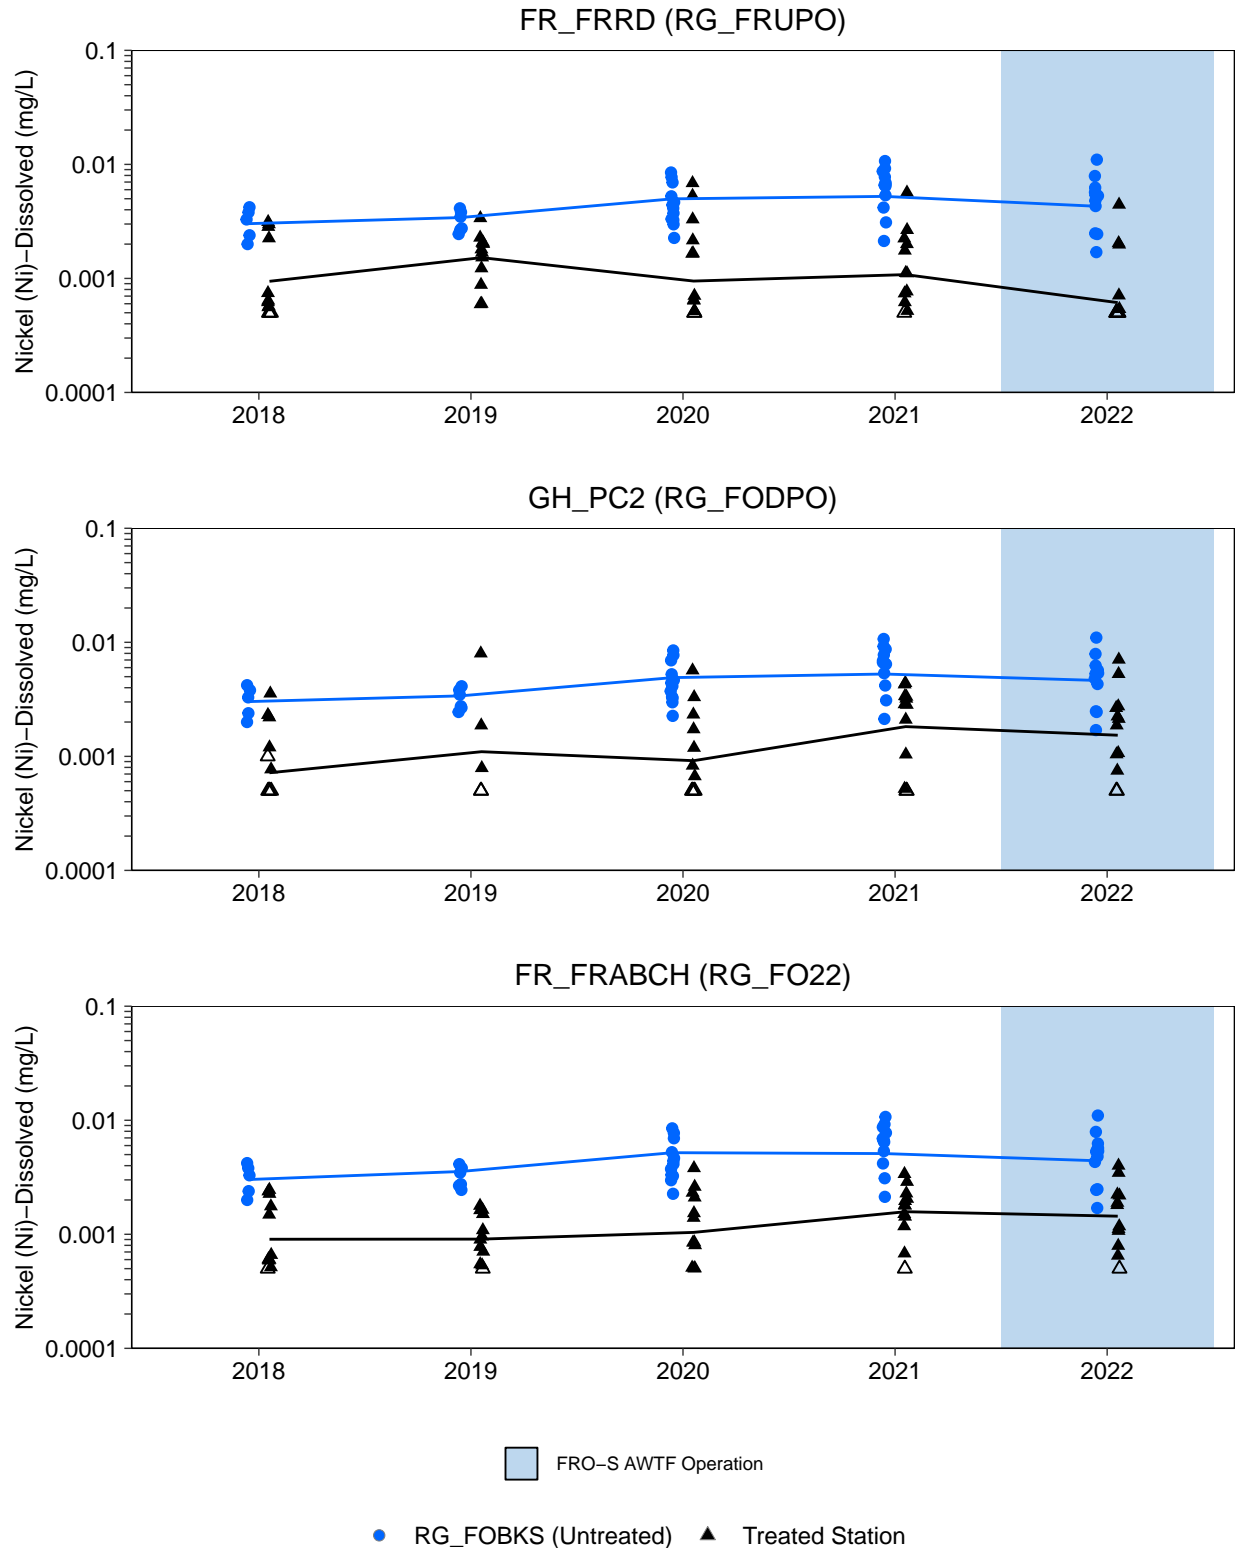 FR_FRRD (RG_FRUPO)
Nickel (Ni)−Dissolved (mg/L)
0.1
0.01
0.001
0.0001
2018 2019 2020 2021 2022
GH_PC2 (RG_FODPO)
Nickel (Ni)−Dissolved (mg/L)
0.1
0.01
0.001
0.0001
2018 2019 2020 2021 2022
FR_FRABCH (RG_FO22)
Nickel (Ni)−Dissolved (mg/L)
0.1
0.01
0.001
0.0001
2018 2019 2020 2021 2022
FRO−S AWTF Operation
RG_FOBKS (Untreated) Treated Station